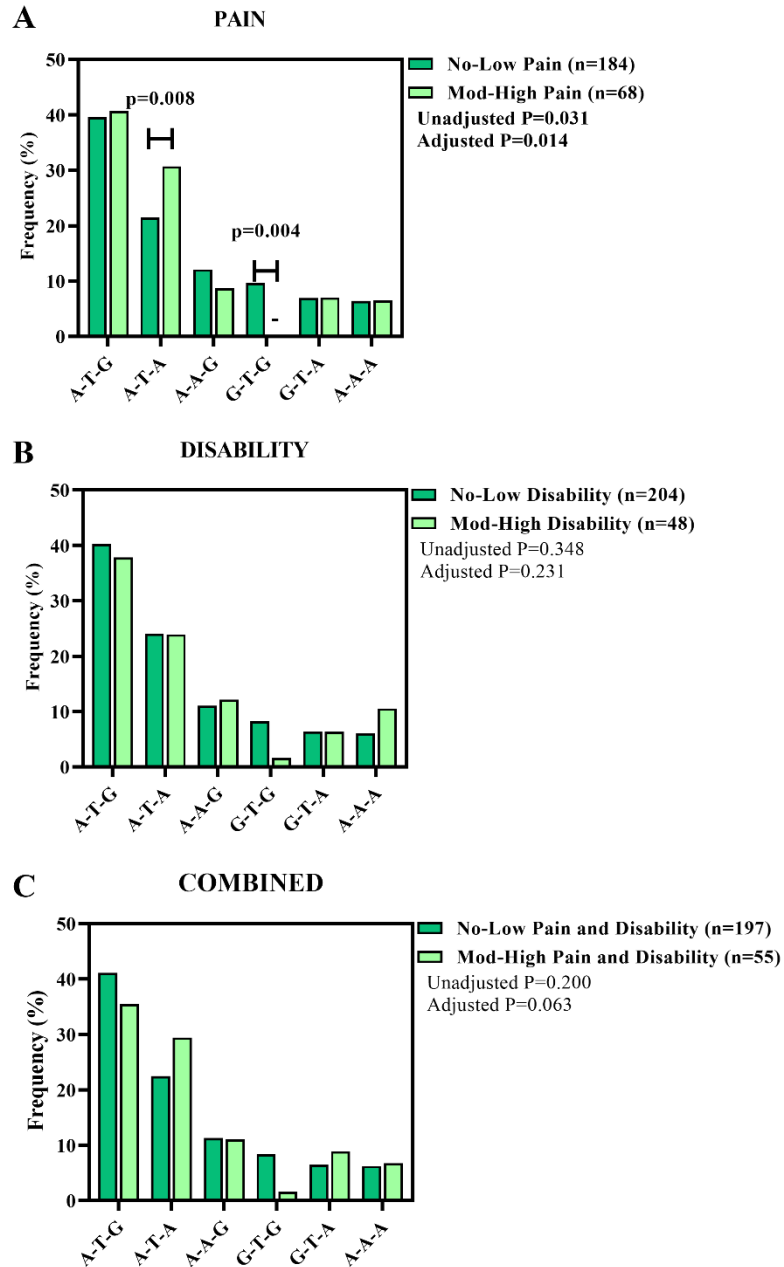 A
PAIN
50
40
30
20
10
0
Frequency (%)
p=0.008
p=0.004
-
No-Low Pain (n=184)
Mod-High Pain (n=68)
Unadjusted P=0.031
Adjusted P=0.014
A-T-G
A-T-A
A-A-G
G-T-G
G-T-A
A-A-A
B
DISABILITY
50
40
30
20
10
0
Frequency (%)
No-Low Disability (n=204)
Mod-High Disability (n=48)
Unadjusted P=0.348
Adjusted P=0.231
A-T-G
A-T-A
A-A-G
G-T-G
G-T-A
A-A-A
C
COMBINED
50
40
30
20
10
0
Frequency (%)
No-Low Pain and Disability (n=197)
Mod-High Pain and Disability (n=55)
Unadjusted P=0.200
Adjusted P=0.063
A-T-G
A-T-A
A-A-G
G-T-G
G-T-A
A-A-A